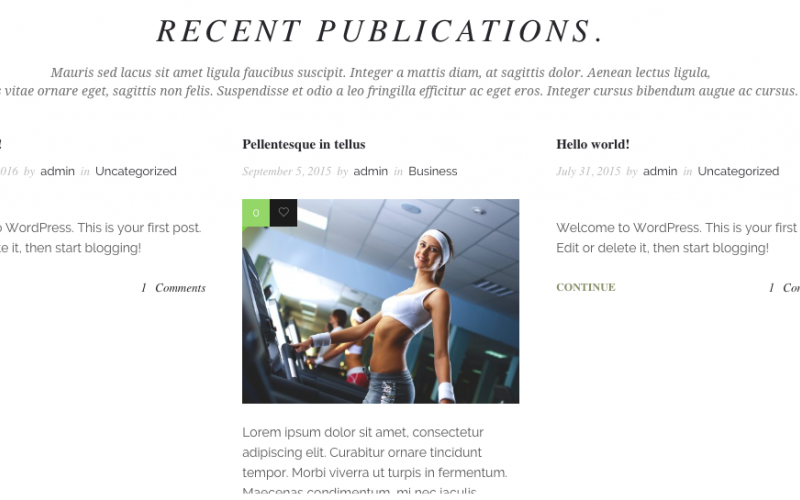 RECENT PUBLICATIONS.
Mauris sed lacus sit amet ligula faucibus suscipit. Integer a mattis diam, at sagittis dolor. Aenean lectus ligula,
vitae ornare eget, sagittis non felis. Suspendisse et odio a leo fringilla efficitur ac eget eros. Integer cursus bibendum augue ac cursus.
!
016 by admin in Uncategorized
WordPress. This is your first post.
it, then start blogging!
1 Comments
Pellentesque in tellus
September 5, 2015 by admin in Business
0
Lorem ipsum dolor sit amet, consectetur
adipiscing elit. Curabitur ornare tincidunt
tempor. Morbi viverra ut turpis in fermentum.
Maecenas condimentum, mi nec iaculis
Hello world!
July 31, 2015 by admin in Uncategorized
Welcome to WordPress. This is your first
Edit or delete it, then start blogging!
CONTINUE
1